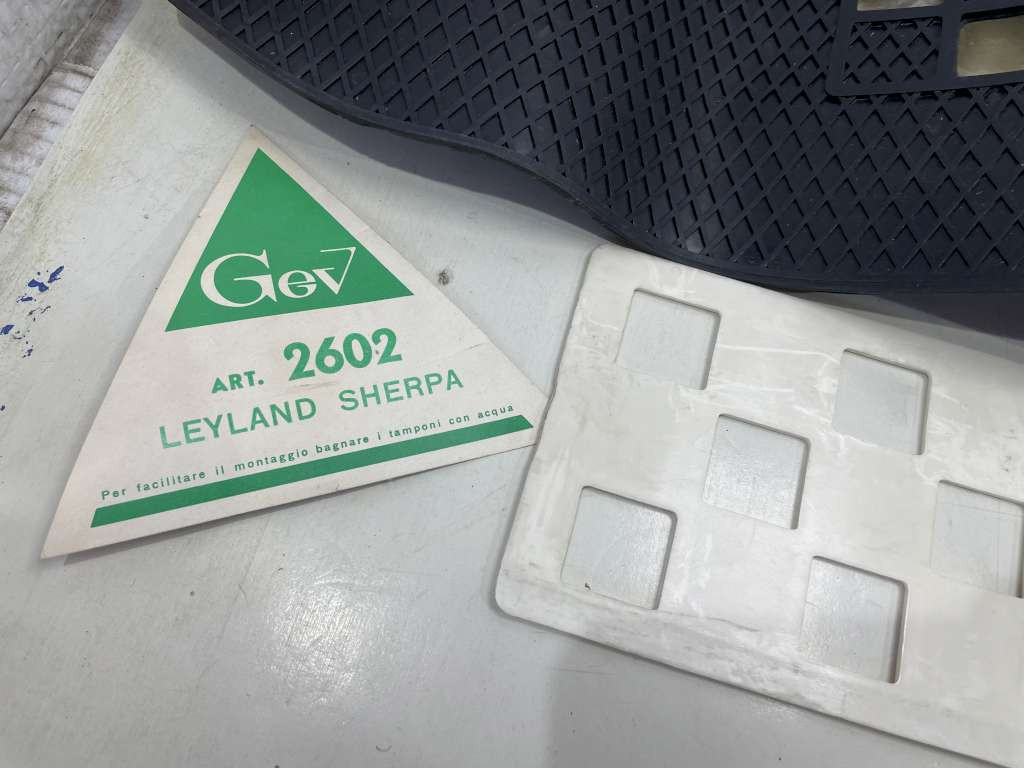 Gev
ART. 2602
LEYLAND SHERPA
Per facilitare il montaggio bagnare i tamponi con acqua